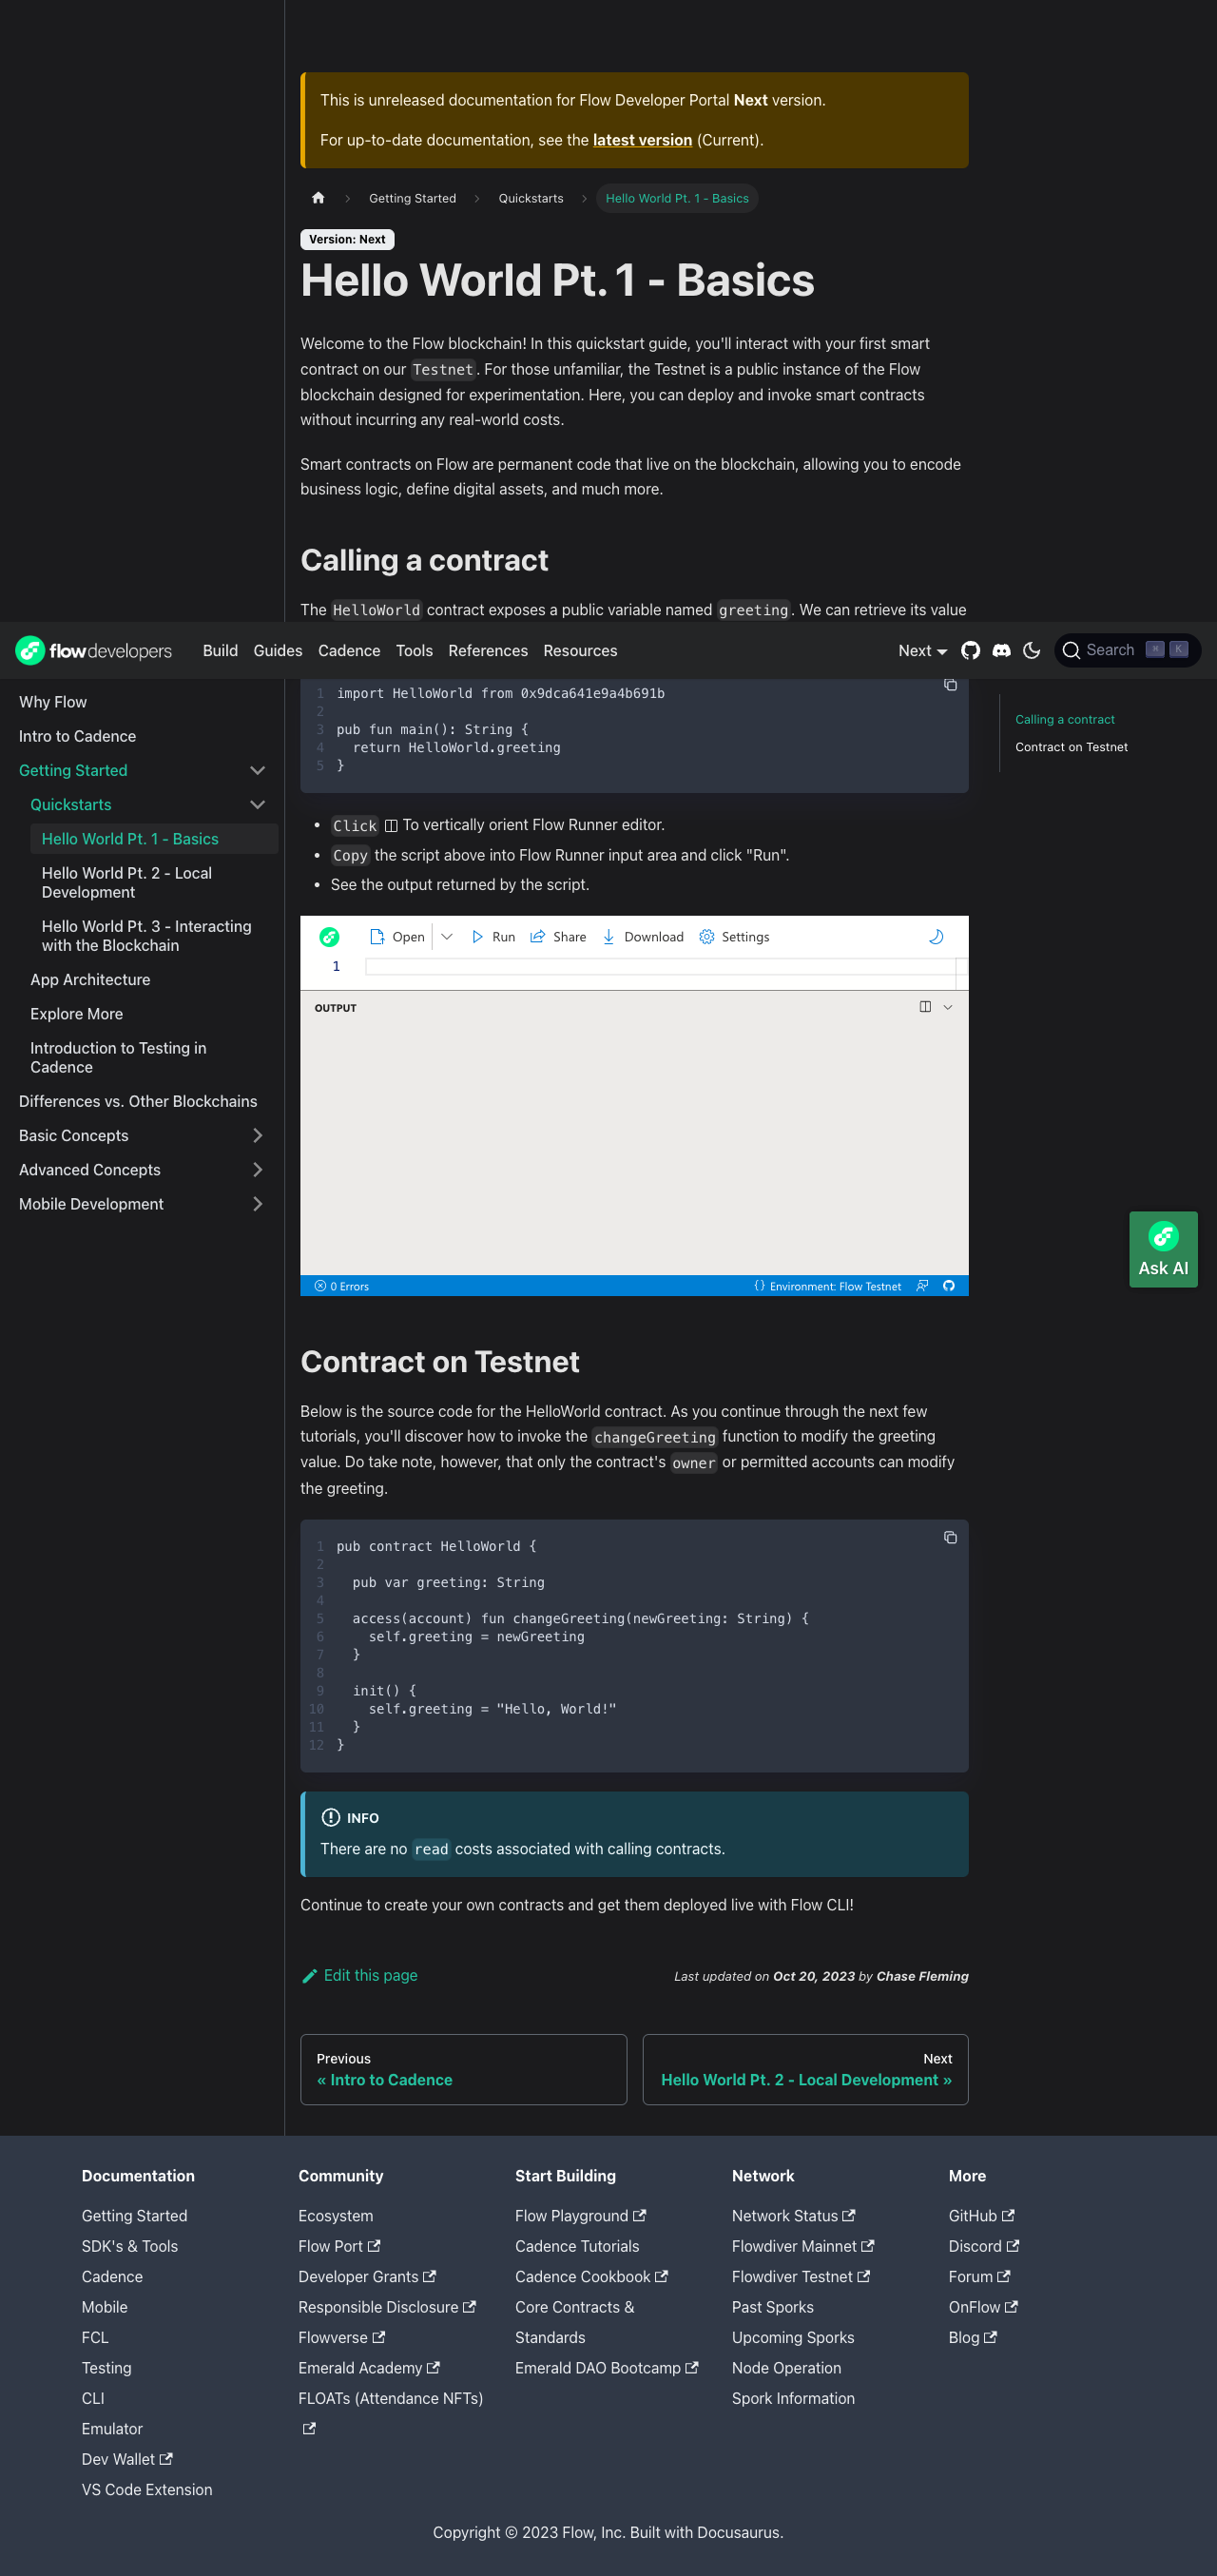 This is unreleased documentation for Flow Developer Portal Next version.
For up-to-date documentation, see the latest version (Current).
Getting Started
Quickstarts
Hello World Pt. 1 - Basics
Version: Next
Hello World Pt. 1 - Basics
Welcome to the Flow blockchain! In this quickstart guide, you'll interact with your first smart
contract on our Testnet. For those unfamiliar, the Testnet is a public instance of the Flow
blockchain designed for experimentation. Here, you can deploy and invoke smart contracts
without incurring any real-world costs.
Smart contracts on Flow are permanent code that live on the blockchain, allowing you to encode
business logic, define digital assets, and much more.
Calling a contract
The HelloWorld contract exposes a public variable named greeting. We can retrieve its value
flowdevelopers
Build
Guides
Cadence
Tools
References
Resources
Next
Search
⌘ K
Why Flow
Intro to Cadence
Getting Started
Quickstarts
Hello World Pt. 1 - Basics
Hello World Pt. 2 - Local
Development
Hello World Pt. 3 - Interacting
with the Blockchain
App Architecture
Explore More
Introduction to Testing in
Cadence
Differences vs. Other Blockchains
Basic Concepts
Advanced Concepts
Mobile Development
1 import HelloWorld from 0x9dca641e9a4b691b
2
3 pub fun main(): String {
4   return HelloWorld.greeting
5 }
Calling a contract
Contract on Testnet
• Click To vertically orient Flow Runner editor.
• Copy the script above into Flow Runner input area and click "Run".
• See the output returned by the script.
Open
Run
Share
Download
Settings
1
OUTPUT
0 Errors
{} Environment: Flow Testnet
Ask AI
Contract on Testnet
Below is the source code for the HelloWorld contract. As you continue through the next few
tutorials, you'll discover how to invoke the changeGreeting function to modify the greeting
value. Do take note, however, that only the contract's owner or permitted accounts can modify
the greeting.
1 pub contract HelloWorld {
2
3   pub var greeting: String
4
5   access(account) fun changeGreeting(newGreeting: String) {
6     self.greeting = newGreeting
7   }
8
9   init() {
10     self.greeting = "Hello, World!"
11   }
12 }
INFO
There are no read costs associated with calling contracts.
Continue to create your own contracts and get them deployed live with Flow CLI!
Edit this page
Last updated on Oct 20, 2023 by Chase Fleming
Previous
« Intro to Cadence
Next
Hello World Pt. 2 - Local Development »
Documentation
Getting Started
SDK's & Tools
Cadence
Mobile
FCL
Testing
CLI
Emulator
Dev Wallet
VS Code Extension
Community
Ecosystem
Flow Port
Developer Grants
Responsible Disclosure
Flowverse
Emerald Academy
FLOATs (Attendance NFTs)
Start Building
Flow Playground
Cadence Tutorials
Cadence Cookbook
Core Contracts &
Standards
Emerald DAO Bootcamp
Network
Network Status
Flowdiver Mainnet
Flowdiver Testnet
Past Sporks
Upcoming Sporks
Node Operation
Spork Information
More
GitHub
Discord
Forum
OnFlow
Blog
Copyright © 2023 Flow, Inc. Built with Docusaurus.